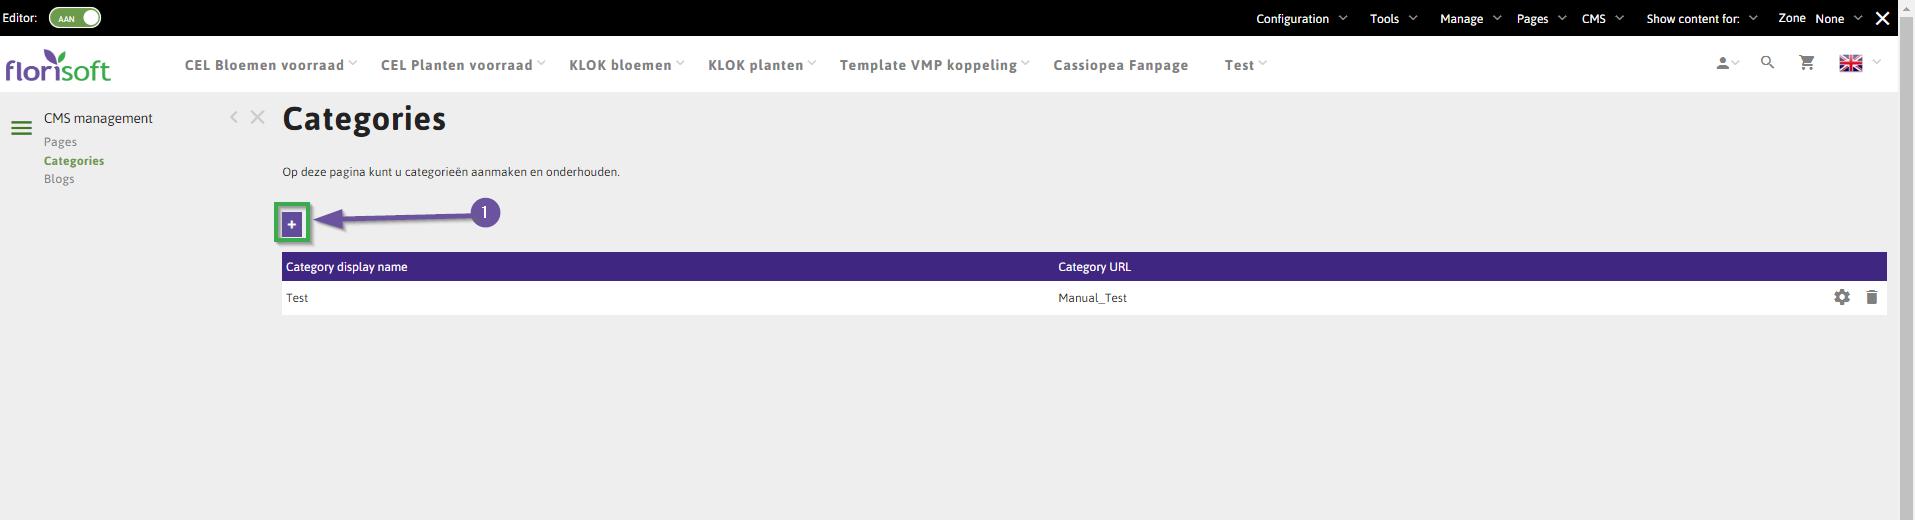 Editor: AAN Configuration Tools Manage Pages CMS Show content for: Zone None
florisoft CEL Bloemen voorraad CEL Planten voorraad KLOK bloemen KLOK planten Template VMP koppeling Cassiopea Fanpage Test
CMS management
Pages
Categories
Blogs
Categories
Op deze pagina kunt u categorieën aanmaken en onderhouden.
+ 1
Category display name Category URL
Test Manual_Test